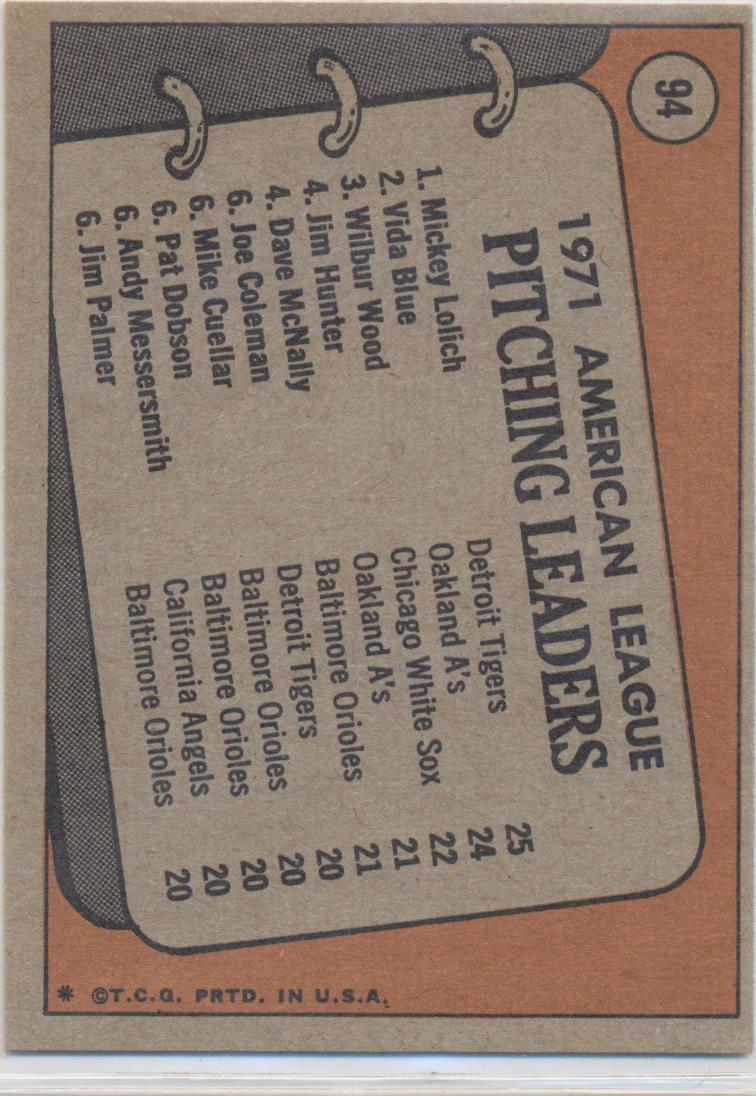 94
1971 AMERICAN LEAGUE
PITCHING LEADERS
1. Mickey Lolich Detroit Tigers 25
2. Vida Blue Oakland A's 24
3. Wilbur Wood Chicago White Sox 22
4. Jim Hunter Oakland A's 21
4. Dave McNally Baltimore Orioles 21
6. Joe Coleman Detroit Tigers 20
6. Mike Cuellar Baltimore Orioles 20
6. Pat Dobson Baltimore Orioles 20
6. Andy Messersmith California Angels 20
6. Jim Palmer Baltimore Orioles 20
* ©T.C.G. PRTD. IN U.S.A.